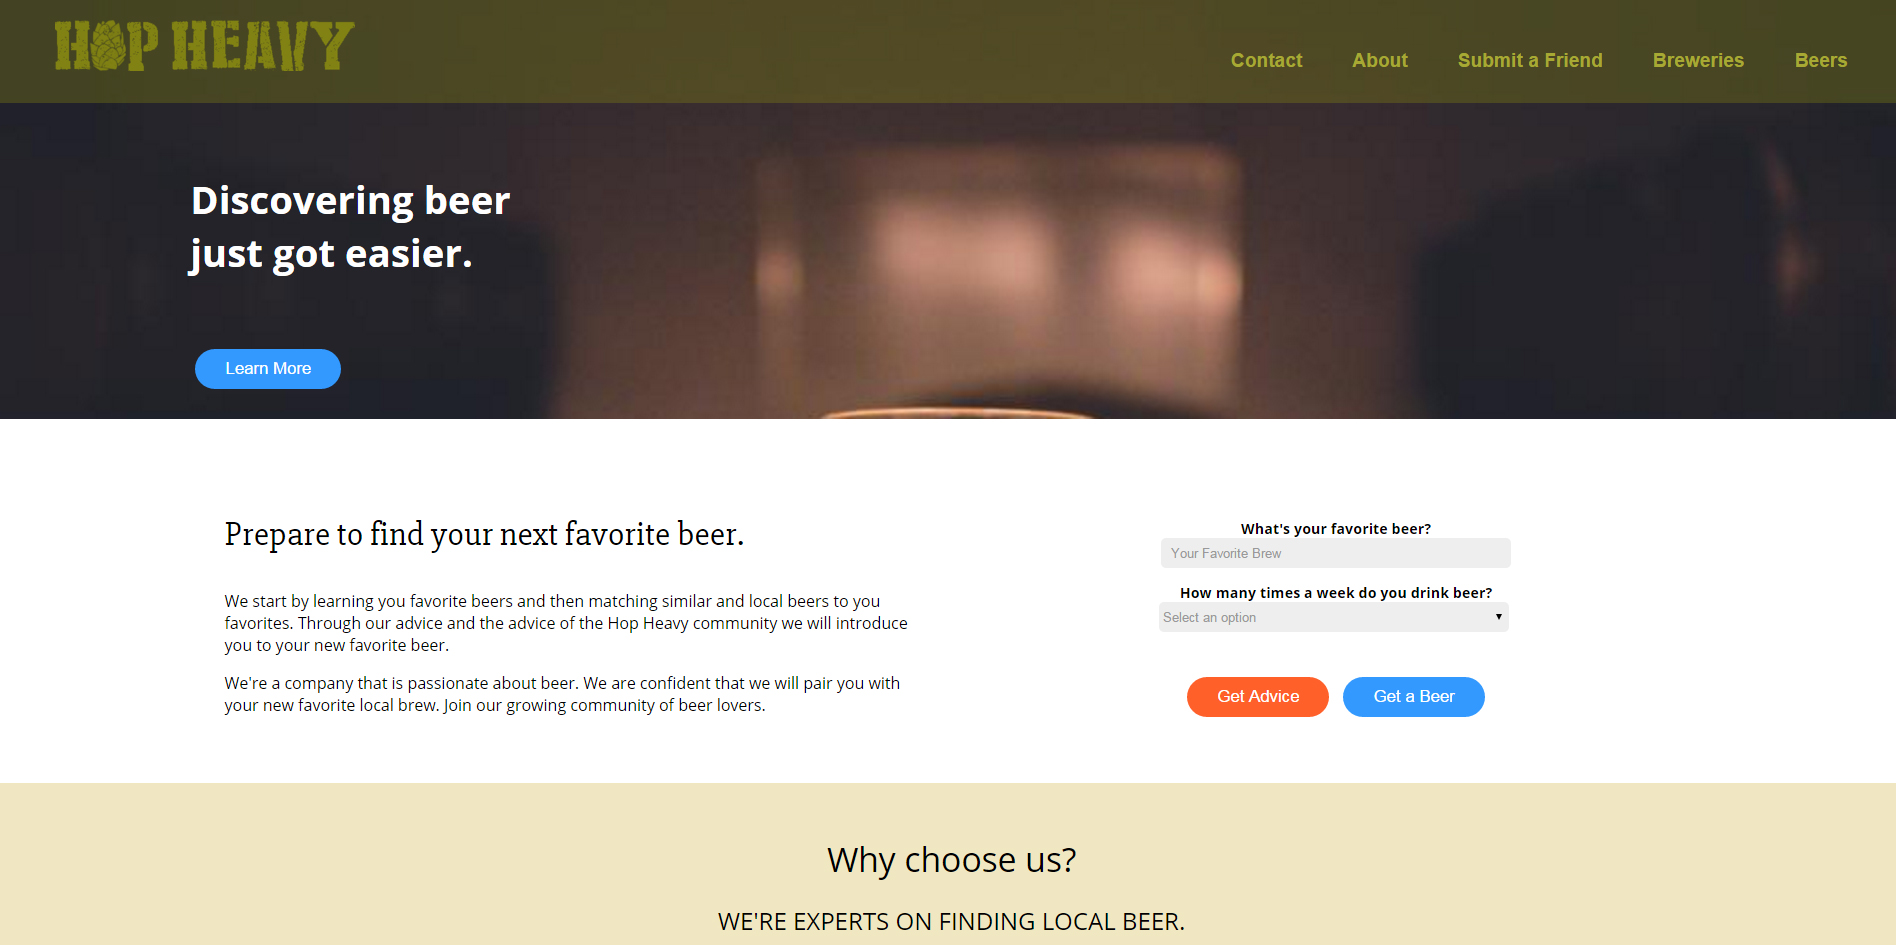 HOP HEAVY
Contact About Submit a Friend Breweries Beers
Discovering beer
just got easier.
Learn More
Prepare to find your next favorite beer.
We start by learning you favorite beers and then matching similar and local beers to you
favorites. Through our advice and the advice of the Hop Heavy community we will introduce
you to your new favorite beer.
We're a company that is passionate about beer. We are confident that we will pair you with
your new favorite local brew. Join our growing community of beer lovers.
What's your favorite beer?
Your Favorite Brew
How many times a week do you drink beer?
Select an option
Get Advice Get a Beer
Why choose us?
WE'RE EXPERTS ON FINDING LOCAL BEER.